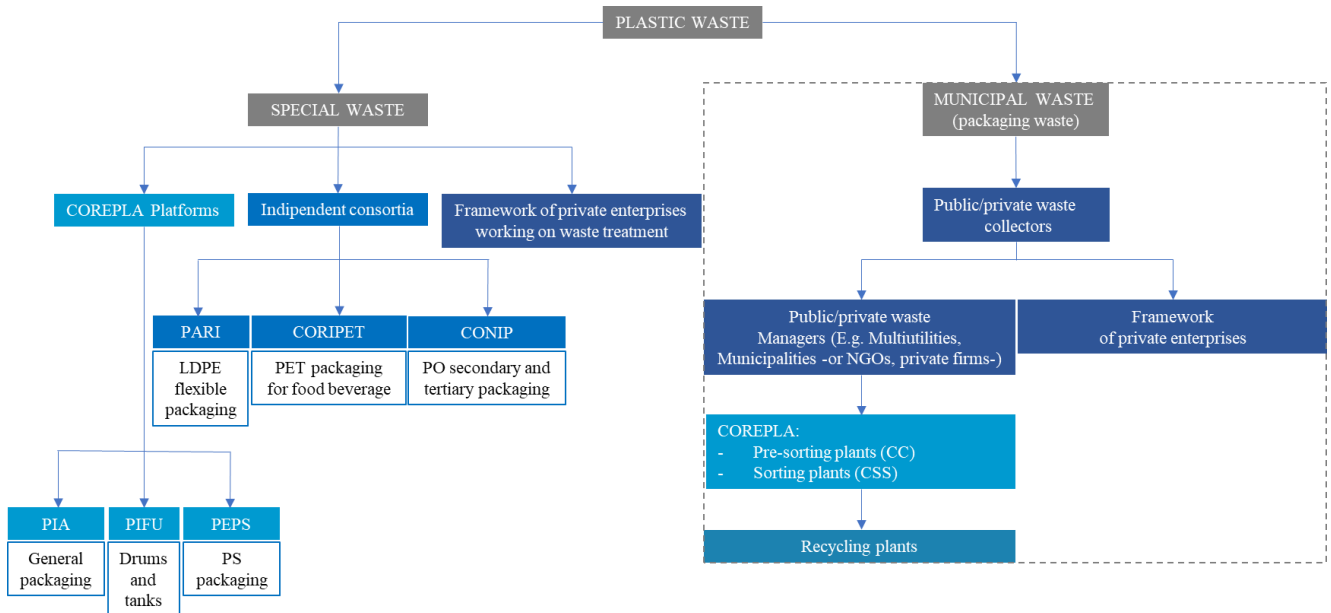 PLASTIC WASTE
SPECIAL WASTE
MUNICIPAL WASTE
(packaging waste)
COREPLA Platforms
Indipendent consortia
Framework of private enterprises
working on waste treatment
Public/private waste
collectors
PARI
LDPE
flexible
packaging
CORIPET
PET packaging
for food beverage
CONIP
PO secondary and
tertiary packaging
Public/private waste
Managers (E.g. Multiutilities,
Municipalities -or NGOs, private firms-)
Framework
of private enterprises
COREPLA:
- Pre-sorting plants (CC)
- Sorting plants (CSS)
PIA
General
packaging
PIFU
Drums
and
tanks
PEPS
PS
packaging
Recycling plants